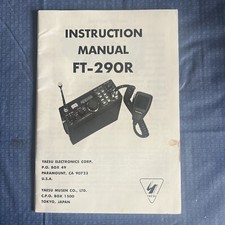 INSTRUCTION
MANUAL
FT-290R
YAESU ELECTRONICS CORP.
P.O. BOX 49
PARAMOUNT, CA 90723
U.S.A.
YAESU MUSEN CO., LTD.
C.P.O. BOX 1500
TOKYO, JAPAN
YAESU